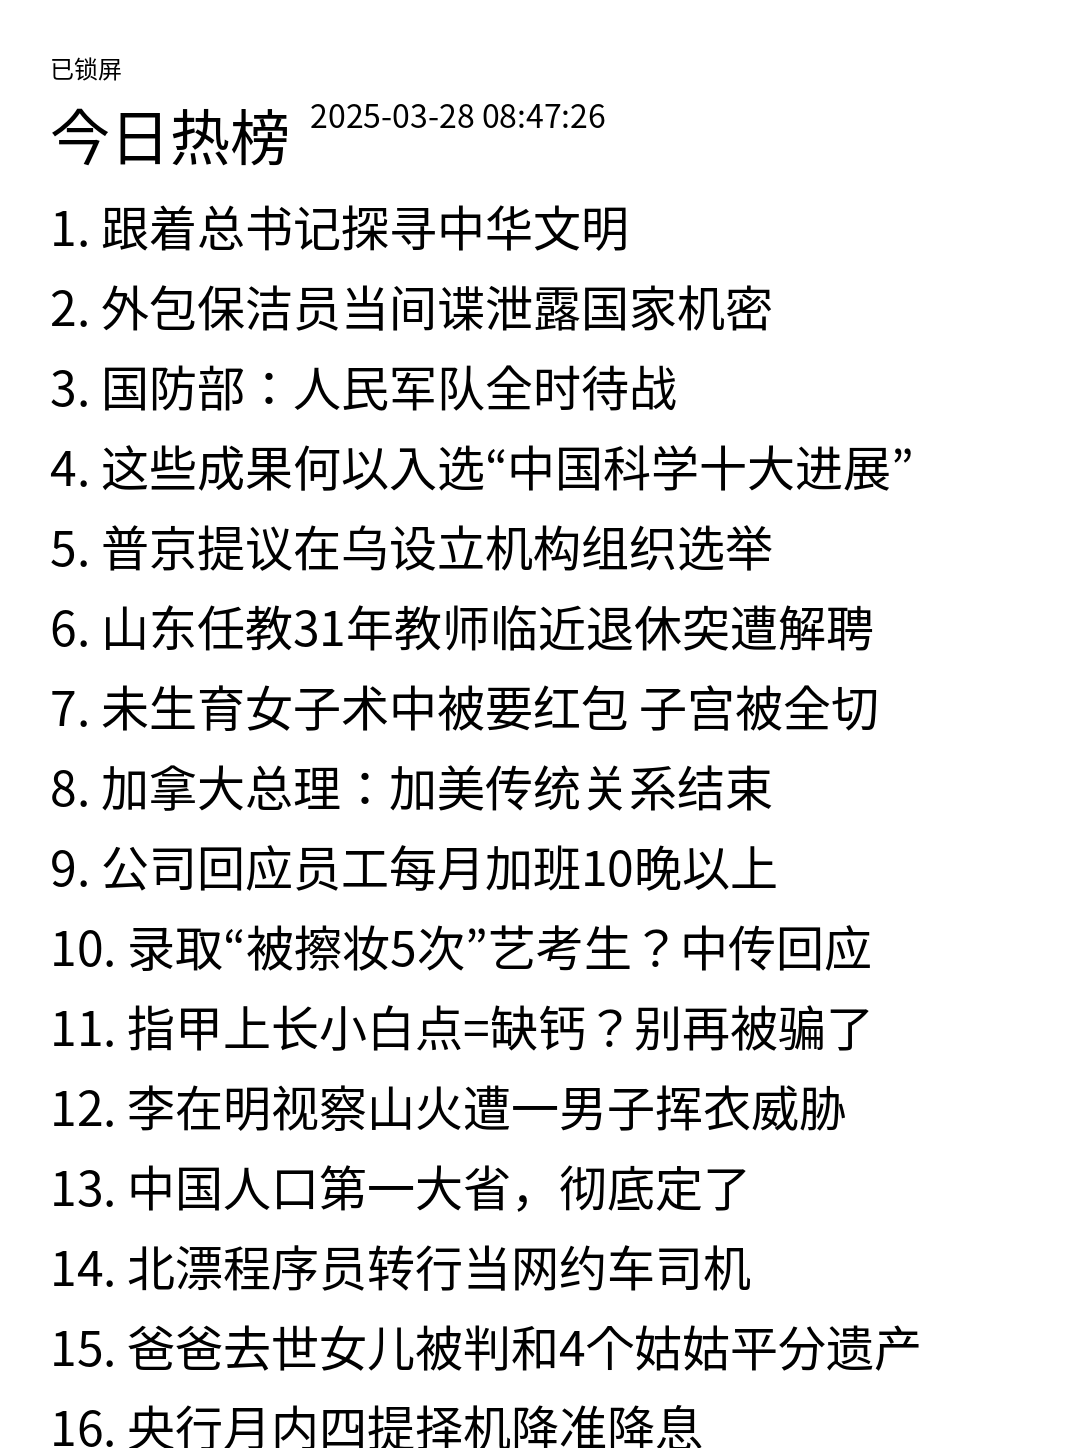 已锁屏
今日热榜 2025-03-28 08:47:26
1. 跟着总书记探寻中华文明
2. 外包保洁员当间谍泄露国家机密
3. 国防部：人民军队全时待战
4. 这些成果何以入选“中国科学十大进展”
5. 普京提议在乌设立机构组织选举
6. 山东任教31年教师临近退休突遭解聘
7. 未生育女子术中被要红包 子宫被全切
8. 加拿大总理：加美传统关系结束
9. 公司回应员工每月加班10晚以上
10. 录取“被擦妆5次”艺考生？中传回应
11. 指甲上长小白点=缺钙？别再被骗了
12. 李在明视察山火遭一男子挥衣威胁
13. 中国人口第一大省，彻底定了
14. 北漂程序员转行当网约车司机
15. 爸爸去世女儿被判和4个姑姑平分遗产
16. 央行月内四提择机降准降息